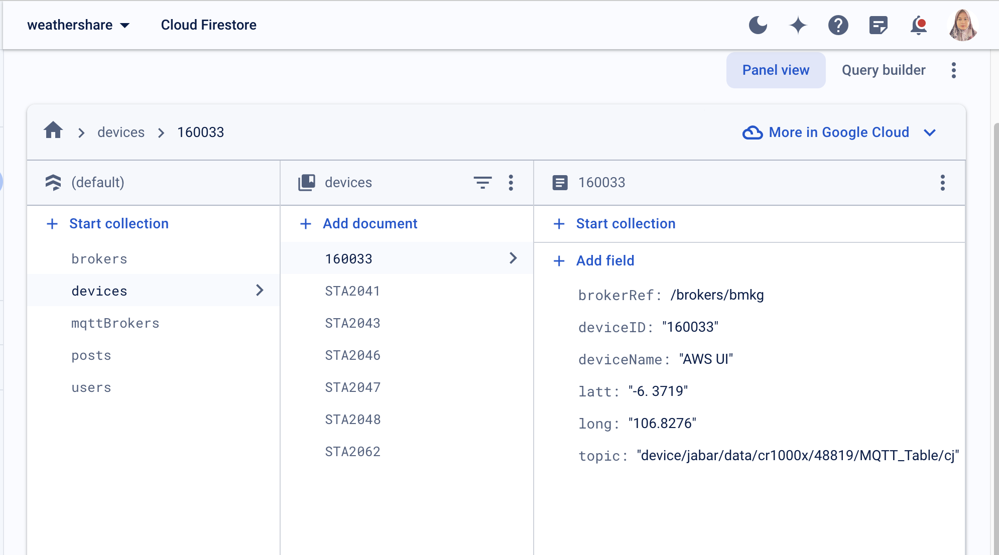 weathershare Cloud Firestore
Panel view Query builder
devices 160033 More in Google Cloud
(default) devices 160033
Start collection Add document Start collection
brokers
devices
mqttBrokers
posts
users
160033
STA2041
STA2043
STA2046
STA2047
STA2048
STA2062
Add field
brokerRef: /brokers/bmkg
deviceID: "160033"
deviceName: "AWS UI"
latt: "-6. 3719"
long: "106.8276"
topic: "device/jabar/data/cr1000x/48819/MQTT_Table/cj"